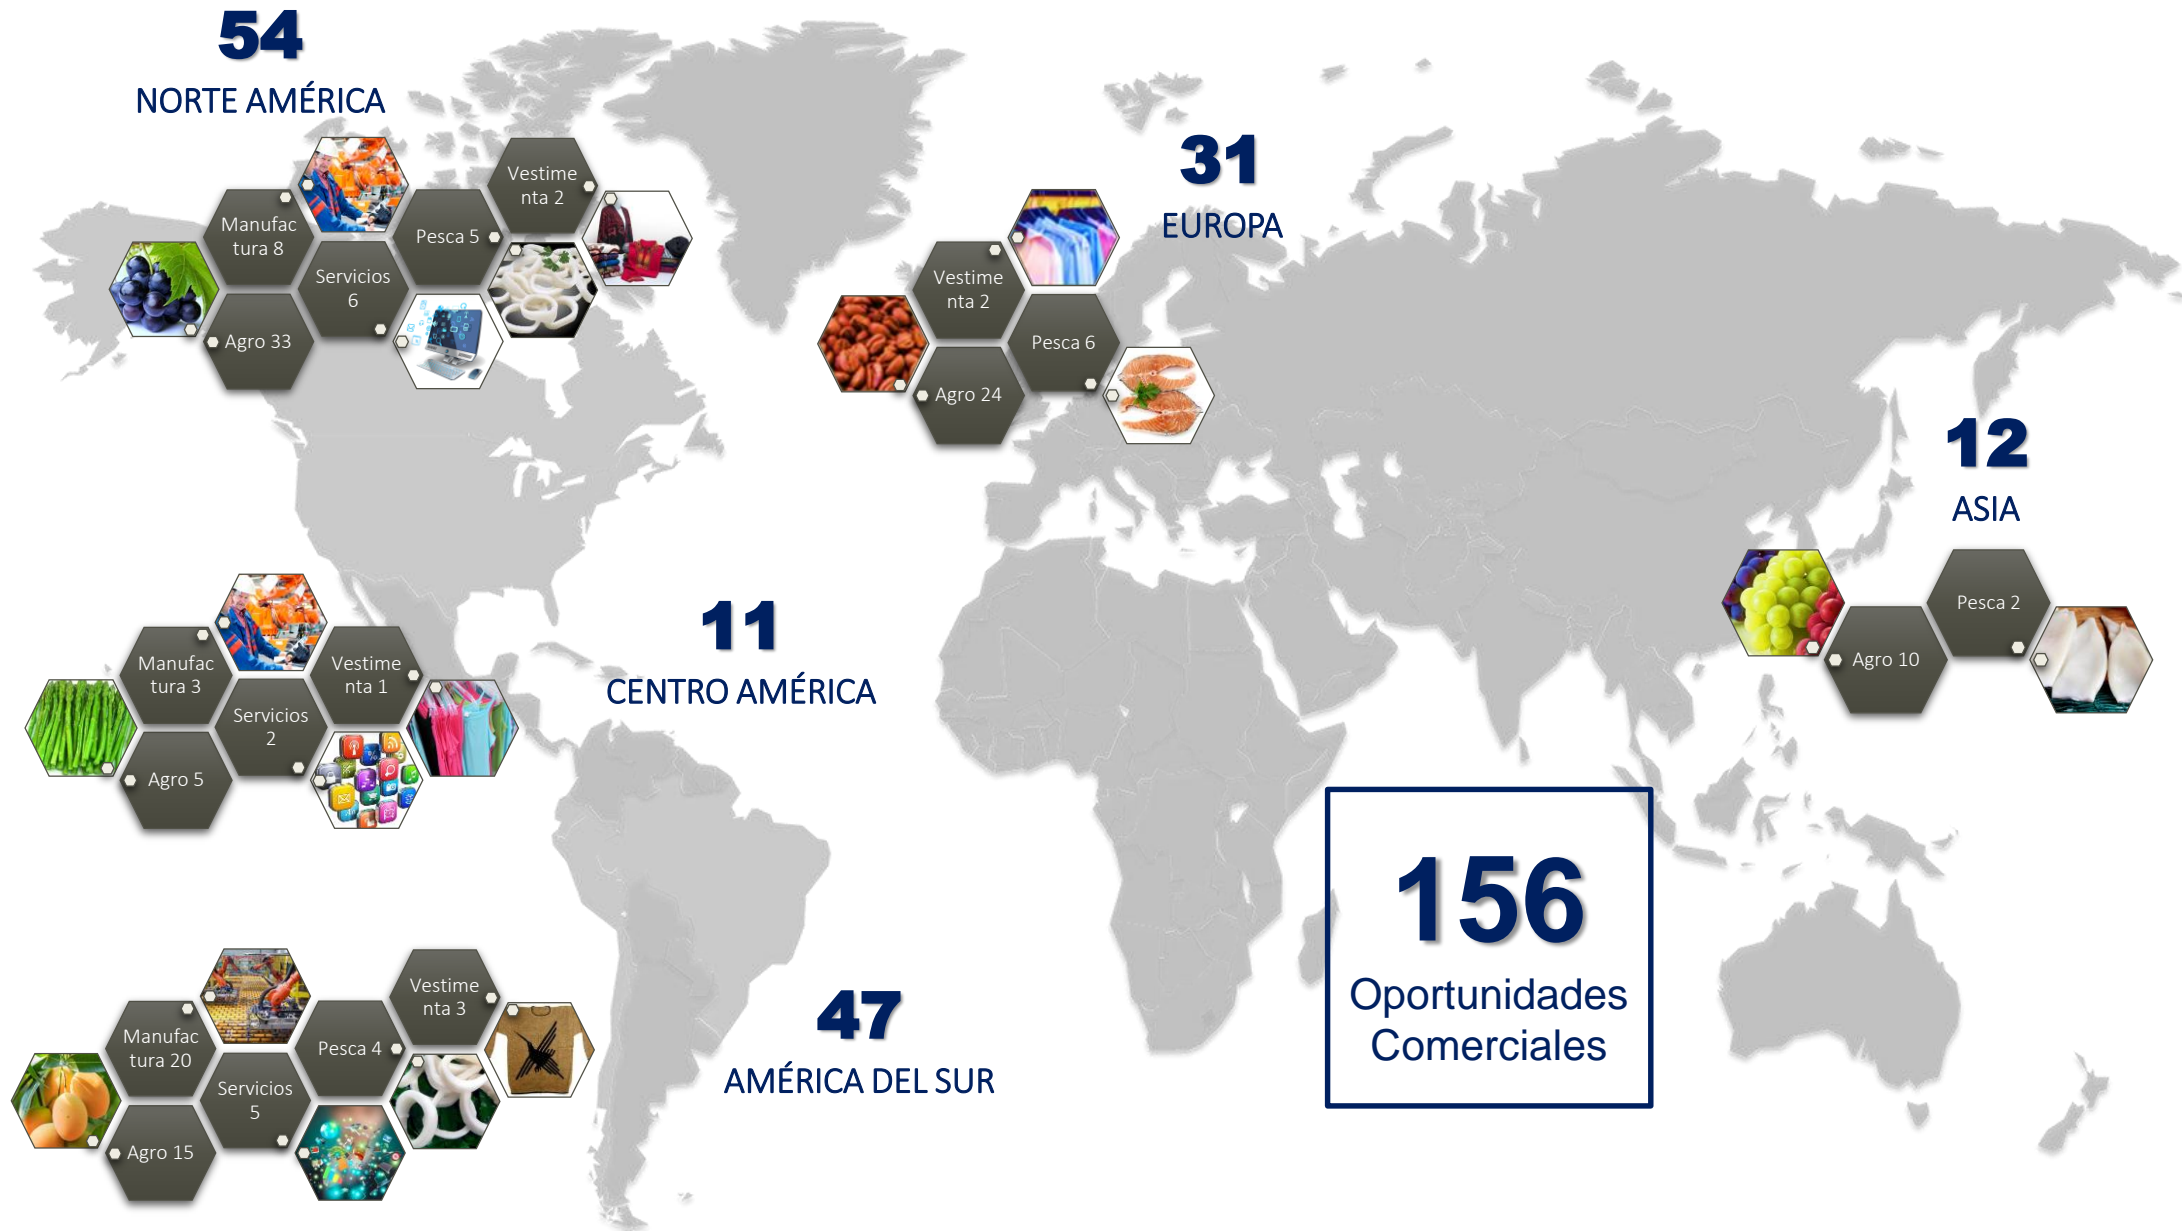 54
NORTE AMÉRICA
Vestime
nta 2
Manufac
tura 8
Pesca 5
Servicios
6
Agro 33
31
EUROPA
Vestime
nta 2
Pesca 6
Agro 24
12
ASIA
Pesca 2
Agro 10
11
CENTRO AMÉRICA
Manufac
tura 3
Vestime
nta 1
Servicios
2
Agro 5
47
AMÉRICA DEL SUR
Vestime
nta 3
Manufac
tura 20
Pesca 4
Servicios
5
Agro 15
156
Oportunidades
Comerciales